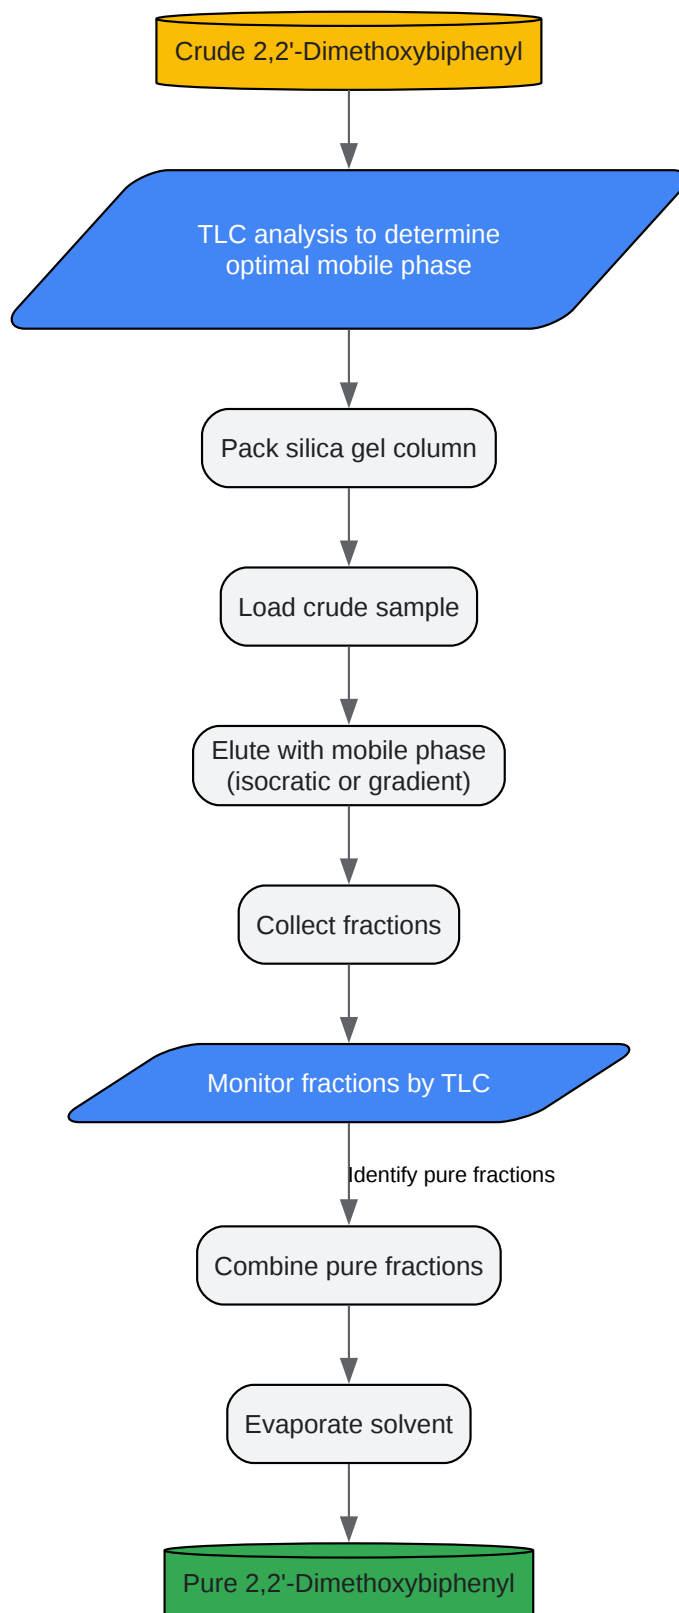 Crude 2,2'-Dimethoxybiphenyl
TLC analysis to determine
optimal mobile phase
Pack silica gel column
Load crude sample
Elute with mobile phase
(isocratic or gradient)
Collect fractions
Monitor fractions by TLC
Identify pure fractions
Combine pure fractions
Evaporate solvent
Pure 2,2'-Dimethoxybiphenyl